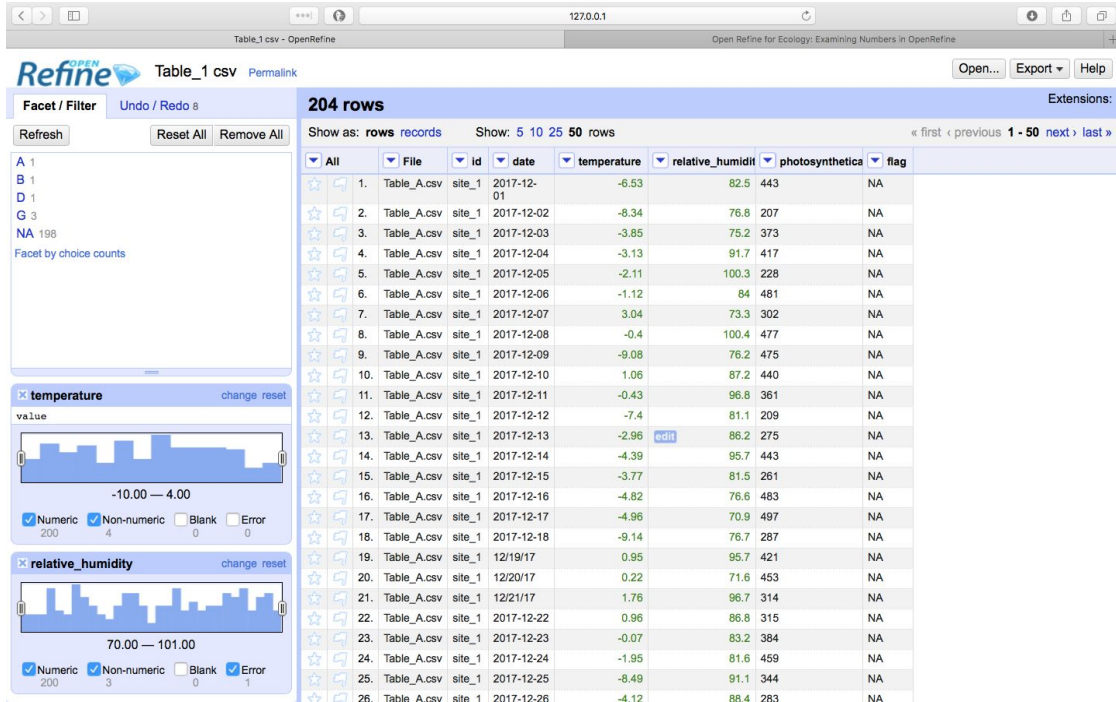 127.0.0.1
Table_1 csv - OpenRefine
Open Refine for Ecology: Examining Numbers in OpenRefine
OPEN
Refine
Table_1 csv Permalink
Open... Export Help
Facet / Filter Undo / Redo 8
Refresh Reset All Remove All
A 1
B 1
D 1
G 3
NA 198
Facet by choice counts
temperature change reset
value
-10.00 — 4.00
Numeric Non-numeric Blank Error
200 4 0 0
relative_humidity change reset
70.00 — 101.00
Numeric Non-numeric Blank Error
200 3 0 1
204 rows Extensions:
Show as: rows records Show: 5 10 25 50 rows « first ‹ previous 1 - 50 next › last »
All File id date temperature relative_humidit photosynthetica flag
1. Table_A.csv site_1 2017-12-
01 -6.53 82.5 443 NA
2. Table_A.csv site_1 2017-12-02 -8.34 76.8 207 NA
3. Table_A.csv site_1 2017-12-03 -3.85 75.2 373 NA
4. Table_A.csv site_1 2017-12-04 -3.13 91.7 417 NA
5. Table_A.csv site_1 2017-12-05 -2.11 100.3 228 NA
6. Table_A.csv site_1 2017-12-06 -1.12 84 481 NA
7. Table_A.csv site_1 2017-12-07 3.04 73.3 302 NA
8. Table_A.csv site_1 2017-12-08 -0.4 100.4 477 NA
9. Table_A.csv site_1 2017-12-09 -9.08 76.2 475 NA
10. Table_A.csv site_1 2017-12-10 1.06 87.2 440 NA
11. Table_A.csv site_1 2017-12-11 -0.43 96.8 361 NA
12. Table_A.csv site_1 2017-12-12 -7.4 81.1 209 NA
13. Table_A.csv site_1 2017-12-13 -2.96 edit 86.2 275 NA
14. Table_A.csv site_1 2017-12-14 -4.39 95.7 443 NA
15. Table_A.csv site_1 2017-12-15 -3.77 81.5 261 NA
16. Table_A.csv site_1 2017-12-16 -4.82 76.6 483 NA
17. Table_A.csv site_1 2017-12-17 -4.96 70.9 497 NA
18. Table_A.csv site_1 2017-12-18 -9.14 76.7 287 NA
19. Table_A.csv site_1 12/19/17 0.95 95.7 421 NA
20. Table_A.csv site_1 12/20/17 0.22 71.6 453 NA
21. Table_A.csv site_1 12/21/17 1.76 96.7 314 NA
22. Table_A.csv site_1 2017-12-22 0.96 86.8 315 NA
23. Table_A.csv site_1 2017-12-23 -0.07 83.2 384 NA
24. Table_A.csv site_1 2017-12-24 -1.95 81.6 459 NA
25. Table_A.csv site_1 2017-12-25 -8.49 91.1 344 NA
26. Table_A.csv site_1 2017-12-26 -4.12 88.4 283 NA